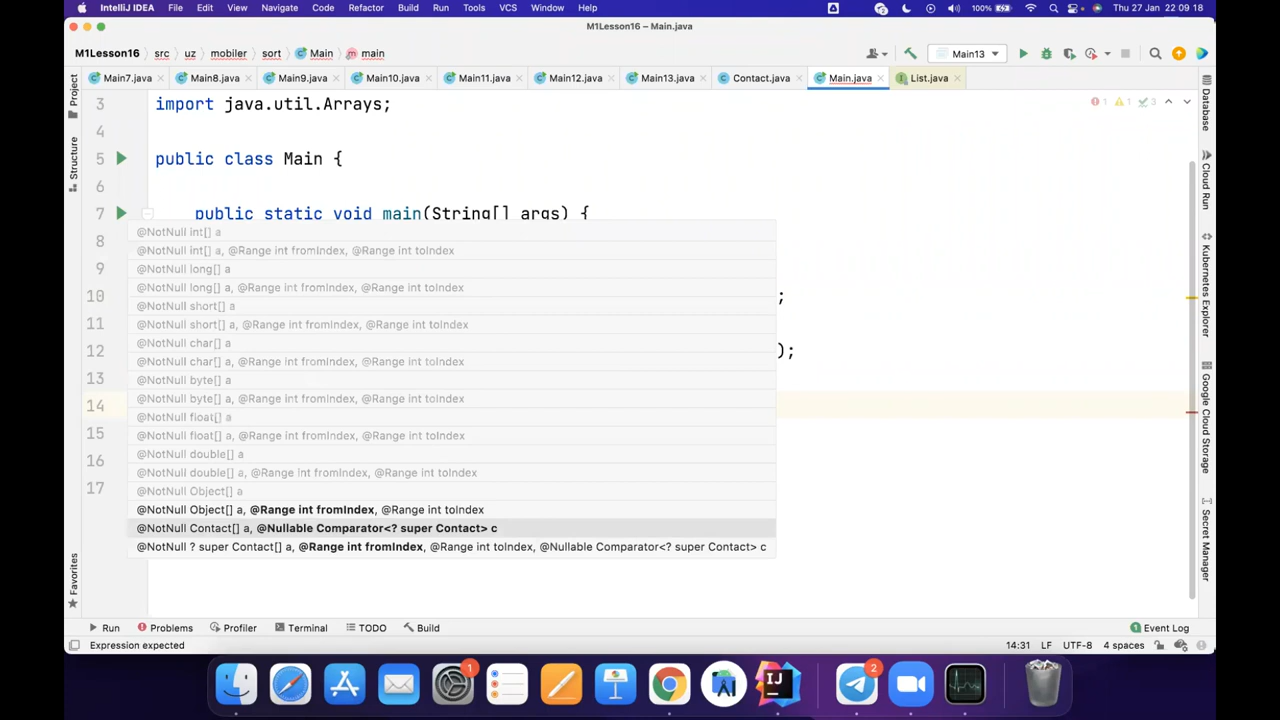 IntelliJ IDEA File Edit View Navigate Code Refactor Build Run Tools VCS Window Help 100% Thu 27 Jan 22 09 18
M1Lesson16 – Main.java
M1Lesson16 src uz mobiler sort Main main Main13
Main7.java Main8.java Main9.java Main10.java Main11.java Main12.java Main13.java Contact.java Main.java List.java
3 import java.util.Arrays; 1 1 3
4
5 public class Main {
6
7 public static void main(String[] args) {
@NotNull int[] a
8
@NotNull int[] a, @Range int fromIndex, @Range int toIndex
9 @NotNull long[] a
@NotNull long[] a, @Range int fromIndex, @Range int toIndex
10 ;
@NotNull short[] a
11 @NotNull short[] a, @Range int fromIndex, @Range int toIndex
@NotNull char[] a
12 );
@NotNull char[] a, @Range int fromIndex, @Range int toIndex
13 @NotNull byte[] a
@NotNull byte[] a, @Range int fromIndex, @Range int toIndex
14
@NotNull float[] a
15 @NotNull float[] a, @Range int fromIndex, @Range int toIndex
@NotNull double[] a
16
@NotNull double[] a, @Range int fromIndex, @Range int toIndex
17 @NotNull Object[] a
@NotNull Object[] a, @Range int fromIndex, @Range int toIndex
@NotNull Contact[] a, @Nullable Comparator<? super Contact> c
@NotNull ? super Contact[] a, @Range int fromIndex, @Range int toIndex, @Nullable Comparator<? super Contact> c
Project
Structure
Favorites
Database
Cloud Run
Kubernetes Explorer
Google Cloud Storage
Secret Manager
Run Problems Profiler Terminal TODO Build 1 Event Log
Expression expected 14:31 LF UTF-8 4 spaces
1 IJ 2